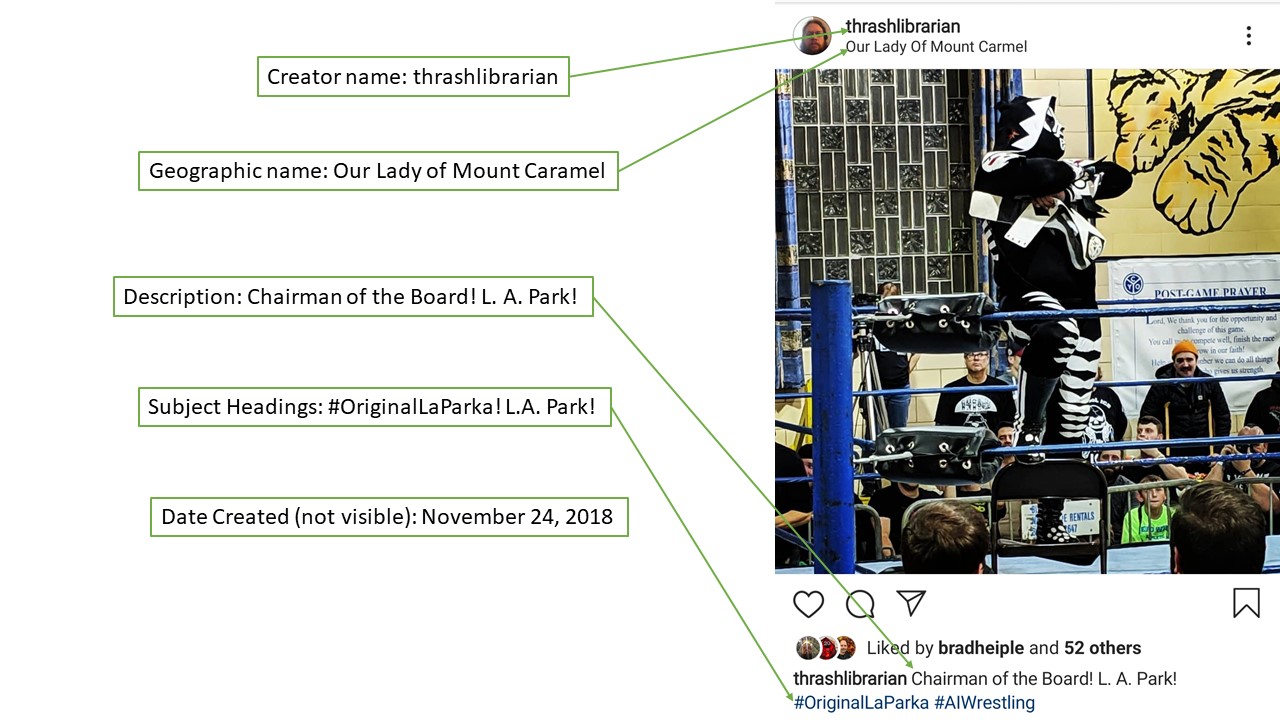 thrashlibrarian
Our Lady Of Mount Carmel
Creator name: thrashlibrarian
Geographic name: Our Lady of Mount Caramel
Description: Chairman of the Board! L. A. Park!
Subject Headings: #OriginalLaParka! L.A. Park!
Date Created (not visible): November 24, 2018
POST-GAME PRAYER
Lord, We thank you for the opportunity and
challenge of this game.
You call compete well, finish the race
row in our faith!
her we can do all things
ho gives us strength.
E RENTALS
647
Liked by bradheiple and 52 others
thrashlibrarian Chairman of the Board! L. A. Park!
#OriginalLaParka #AIWrestling